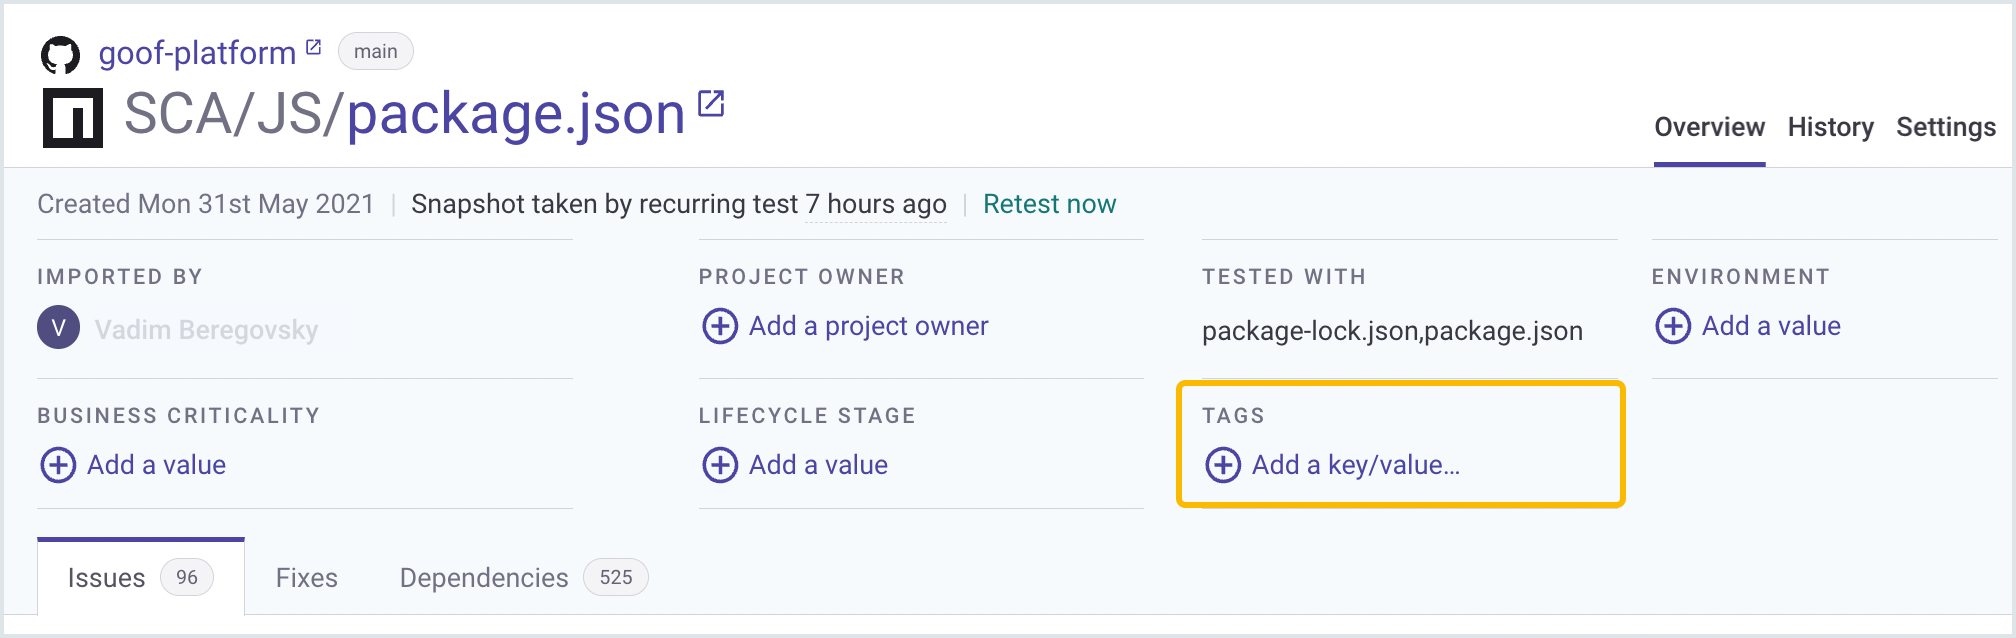 goof-platform main
SCA/JS/package.json
Overview History Settings
Created Mon 31st May 2021 | Snapshot taken by recurring test 7 hours ago | Retest now
IMPORTED BY
V Vadim Beregovsky
PROJECT OWNER
Add a project owner
TESTED WITH
package-lock.json,package.json
ENVIRONMENT
Add a value
BUSINESS CRITICALITY
Add a value
LIFECYCLE STAGE
Add a value
TAGS
Add a key/value...
Issues 96 Fixes Dependencies 525